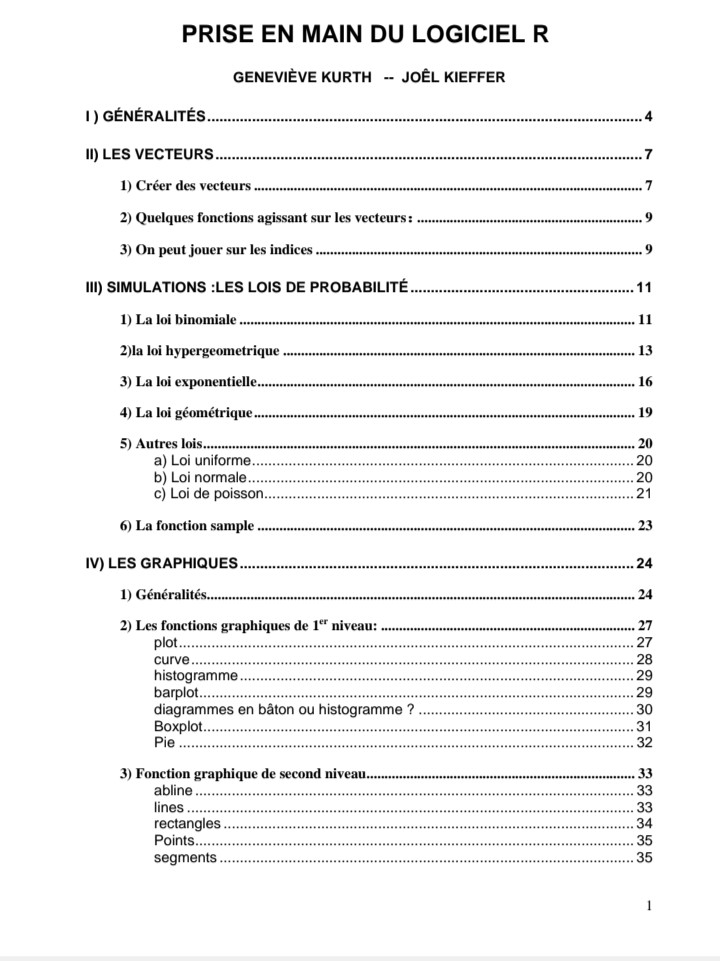 PRISE EN MAIN DU LOGICIEL R
GENEVIÈVE KURTH -- JOÊL KIEFFER
I ) GÉNÉRALITÉS 4
II) LES VECTEURS 7
1) Créer des vecteurs 7
2) Quelques fonctions agissant sur les vecteurs : 9
3) On peut jouer sur les indices 9
III) SIMULATIONS :LES LOIS DE PROBABILITÉ 11
1) La loi binomiale 11
2)la loi hypergeometrique 13
3) La loi exponentielle 16
4) La loi géométrique 19
5) Autres lois 20
a) Loi uniforme 20
b) Loi normale 20
c) Loi de poisson 21
6) La fonction sample 23
IV) LES GRAPHIQUES 24
1) Généralités 24
2) Les fonctions graphiques de 1er niveau: 27
plot 27
curve 28
histogramme 29
barplot 29
diagrammes en bâton ou histogramme ? 30
Boxplot 31
Pie 32
3) Fonction graphique de second niveau 33
abline 33
lines 33
rectangles 34
Points 35
segments 35
1